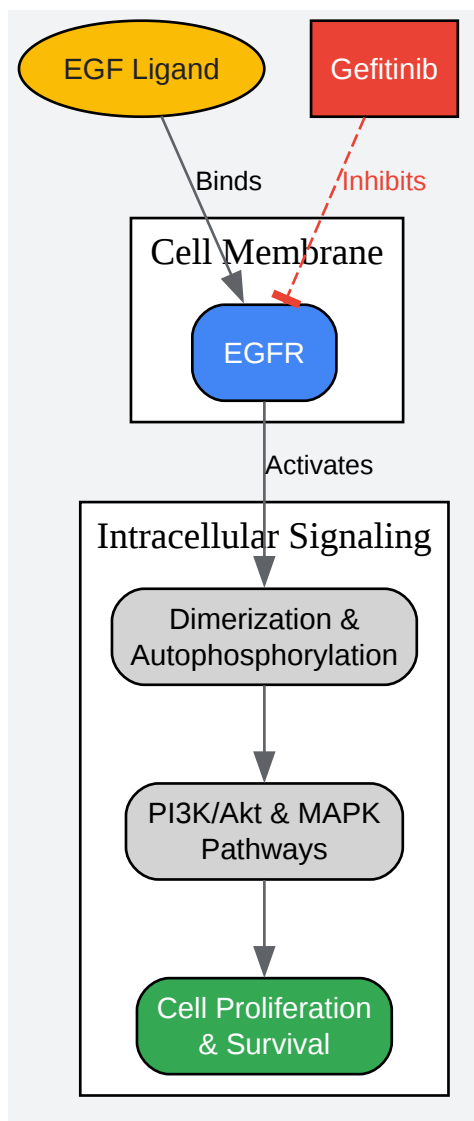 EGF Ligand
Gefitinib
Binds
Inhibits
Cell Membrane
EGFR
Activates
Intracellular Signaling
Dimerization &
Autophosphorylation
PI3K/Akt & MAPK
Pathways
Cell Proliferation
& Survival